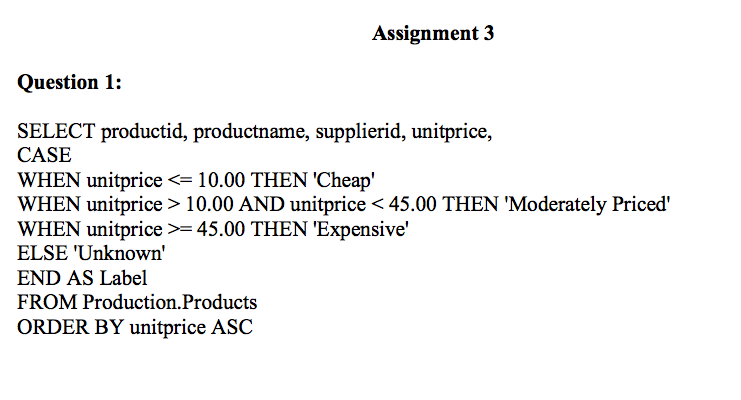 Assignment 3
Question 1:
SELECT productid, productname, supplierid, unitprice,
CASE
WHEN unitprice <= 10.00 THEN 'Cheap'
WHEN unitprice > 10.00 AND unitprice < 45.00 THEN 'Moderately Priced'
WHEN unitprice >= 45.00 THEN 'Expensive'
ELSE 'Unknown'
END AS Label
FROM Production.Products
ORDER BY unitprice ASC